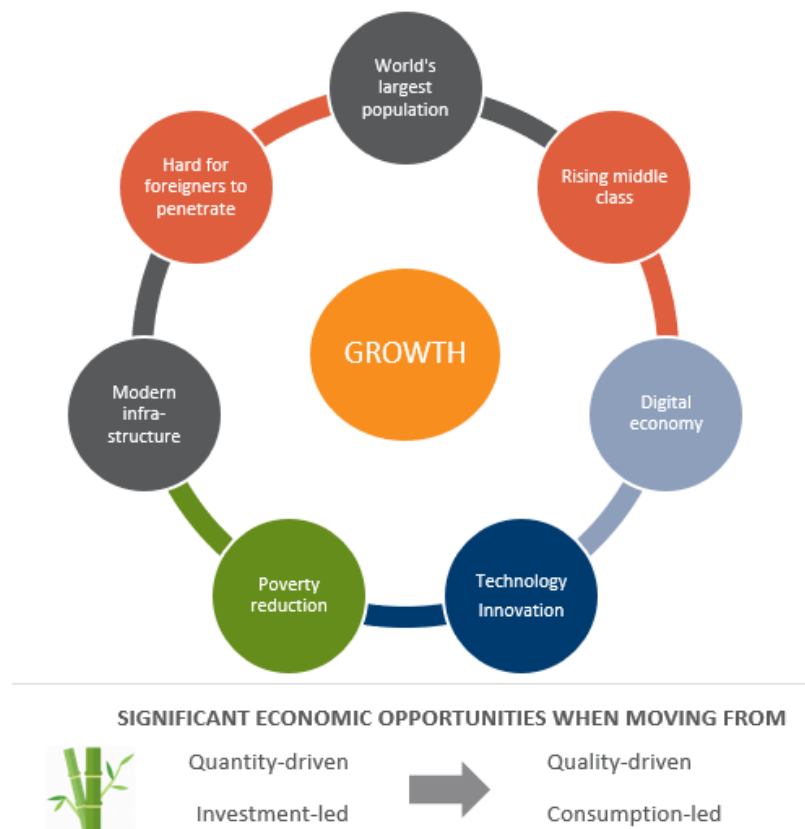 World's
largest
population
Hard for
foreigners to
penetrate
Rising middle
class
GROWTH
Modern
infra-
structure
Digital
economy
Poverty
reduction
Technology
Innovation
SIGNIFICANT ECONOMIC OPPORTUNITIES WHEN MOVING FROM
Quantity-driven
Quality-driven
Investment-led
Consumption-led